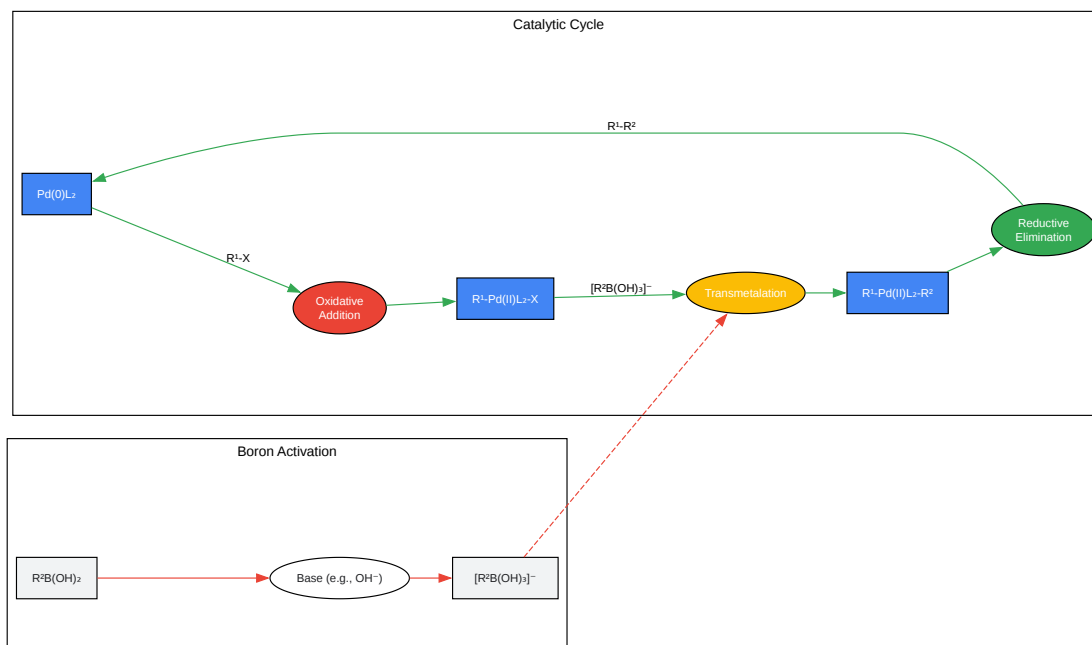 Catalytic Cycle
R¹-R²
Pd(0)L₂
R¹-X
Oxidative
Addition
R¹-Pd(II)L₂-X
[R²B(OH)₃]⁻
Transmetalation
R¹-Pd(II)L₂-R²
Reductive
Elimination
Boron Activation
R²B(OH)₂
Base (e.g., OH⁻)
[R²B(OH)₃]⁻